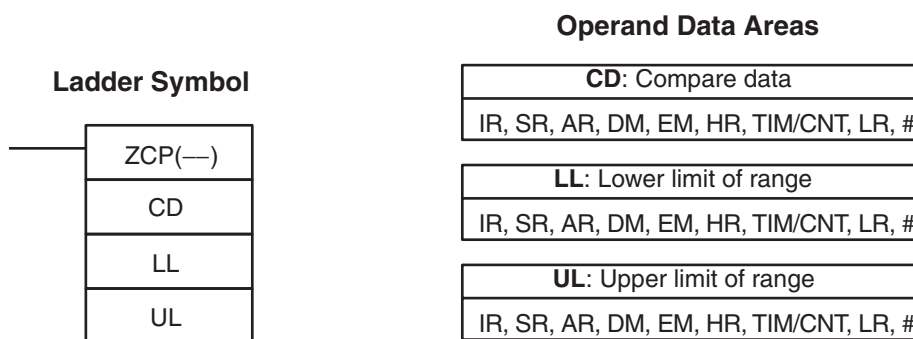 Operand Data Areas
Ladder Symbol
ZCP(––)
CD
LL
UL
CD: Compare data
IR, SR, AR, DM, EM, HR, TIM/CNT, LR, #
LL: Lower limit of range
IR, SR, AR, DM, EM, HR, TIM/CNT, LR, #
UL: Upper limit of range
IR, SR, AR, DM, EM, HR, TIM/CNT, LR, #